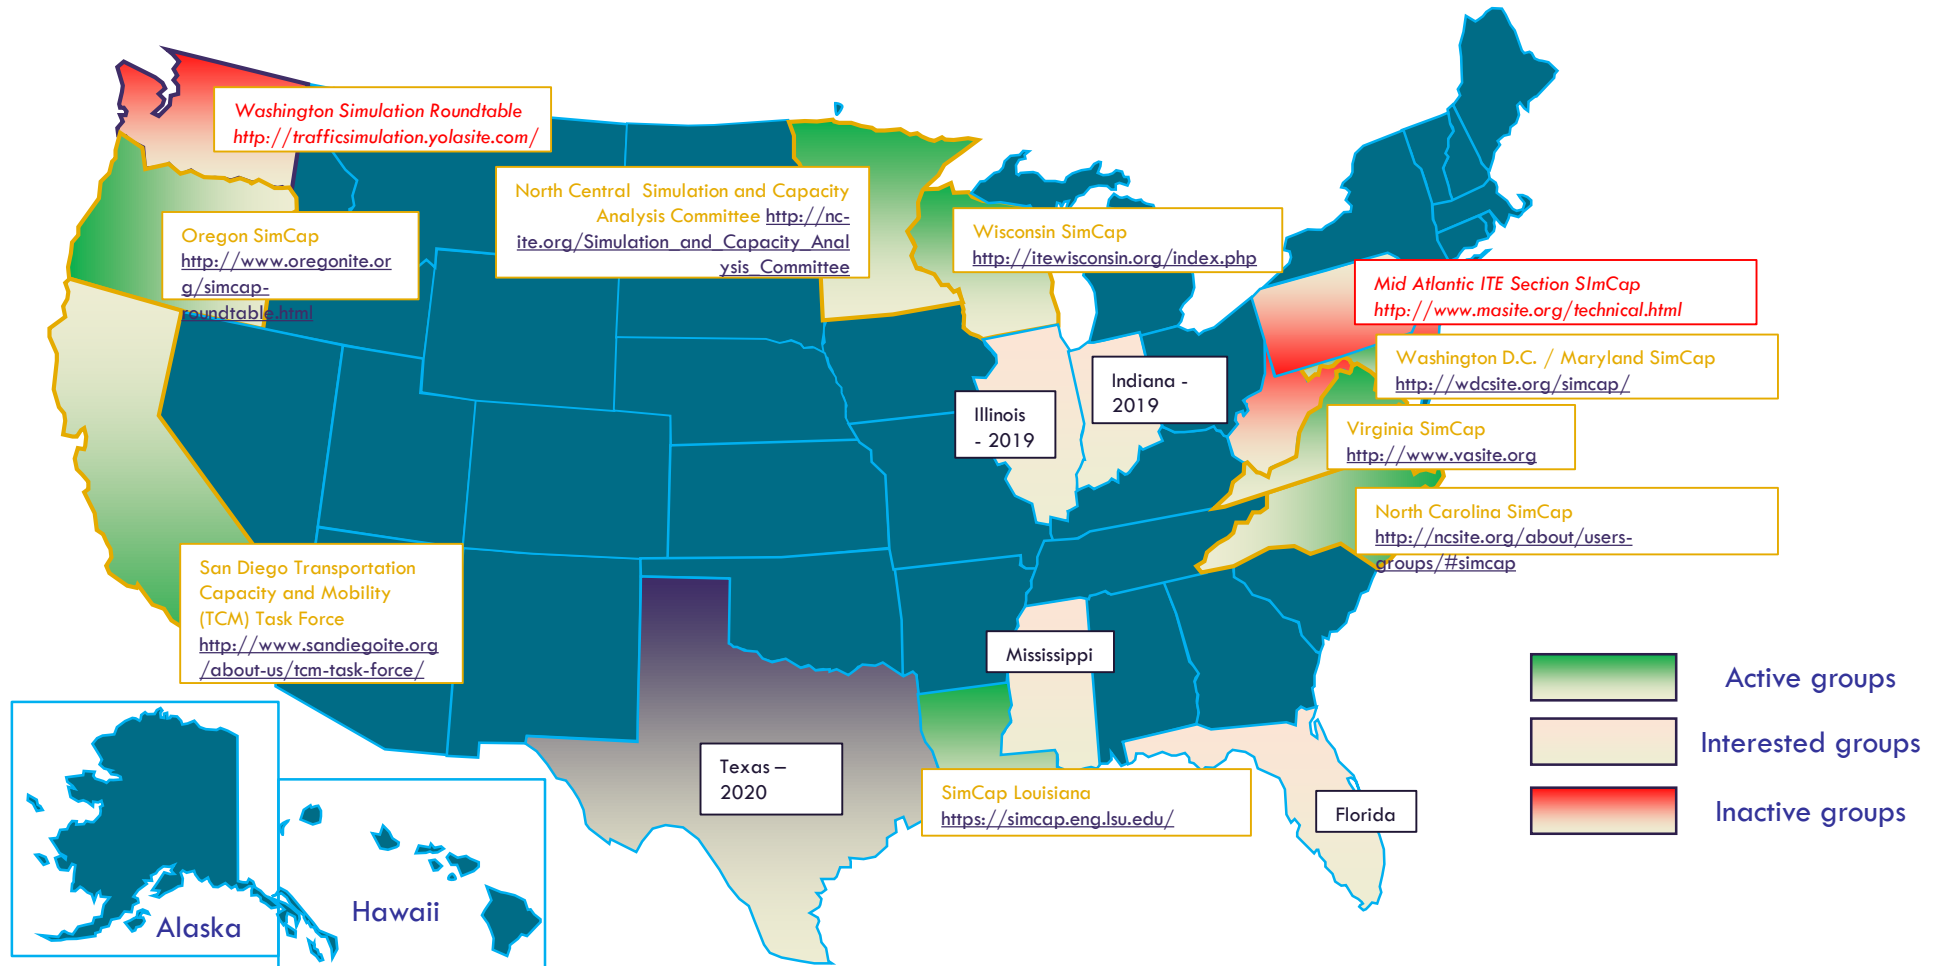 Washington Simulation Roundtable
http://trafficsimulation.yolasite.com/
North Central Simulation and Capacity
Analysis Committee http://nc-
ite.org/Simulation_and_Capacity_Anal
ysis_Committee
Oregon SimCap
http://www.oregonite.or
g/simcap-
roundtable.html
Wisconsin SimCap
http://itewisconsin.org/index.php
Mid Atlantic ITE Section SImCap
http://www.masite.org/technical.html
Washington D.C. / Maryland SimCap
http://wdcsite.org/simcap/
Indiana -
2019
Illinois
- 2019
Virginia SimCap
http://www.vasite.org
North Carolina SimCap
http://ncsite.org/about/users-
groups/#simcap
San Diego Transportation
Capacity and Mobility
(TCM) Task Force
http://www.sandiegoite.org
/about-us/tcm-task-force/
Mississippi
Texas –
2020
SimCap Louisiana
https://simcap.eng.lsu.edu/
Florida
Active groups
Interested groups
Inactive groups
Alaska
Hawaii